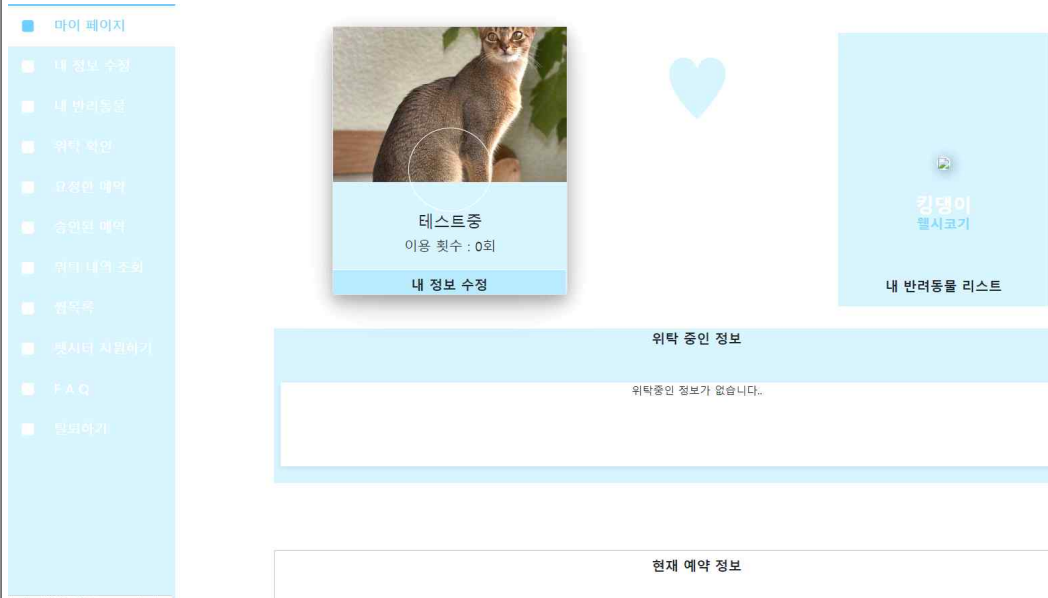 마이 페이지
내 정보 수정
내 반려동물
위탁 확인
요청한 예약
승인된 예약
위탁 내역 조회
찜목록
펫시터 지원하기
F A Q
탈퇴하기
테스트중
이용 횟수 : 0회
내 정보 수정
킹댕이
웰시코기
내 반려동물 리스트
위탁 중인 정보
위탁중인 정보가 없습니다..
현재 예약 정보